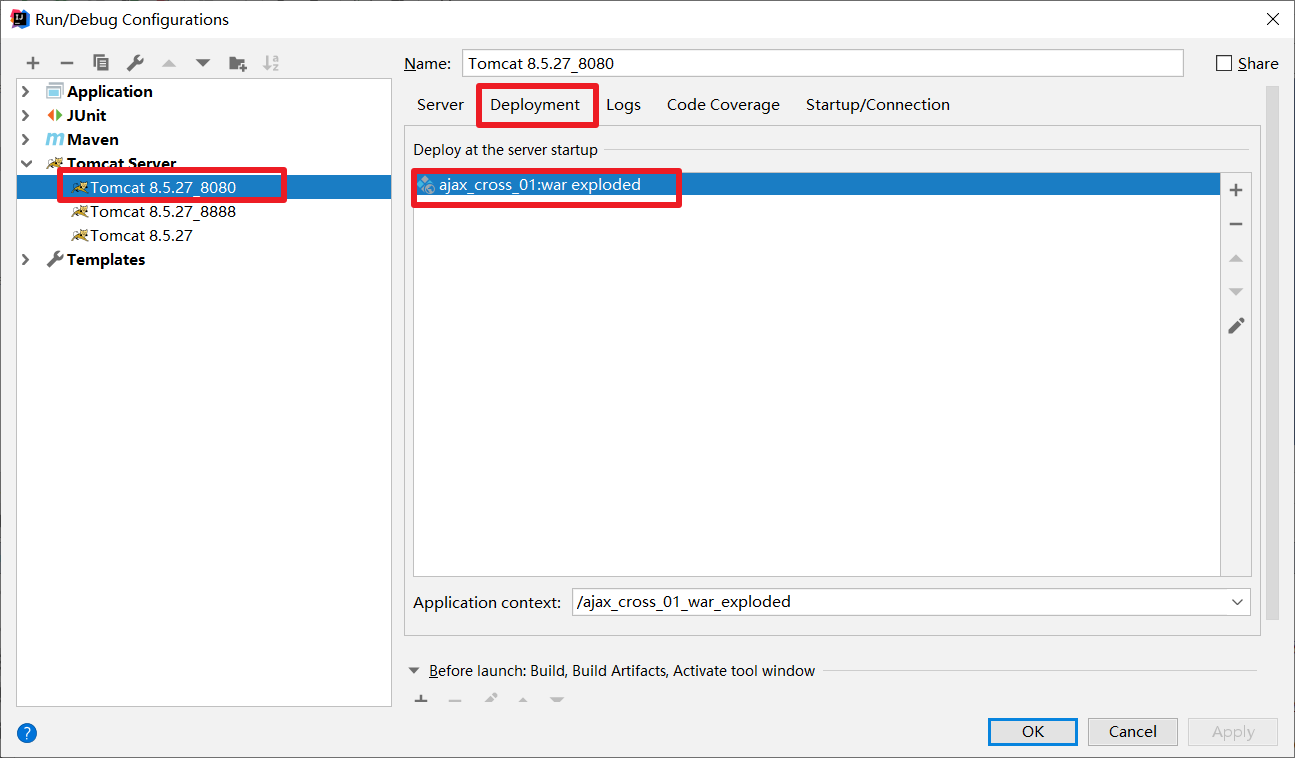 Run/Debug Configurations
Name: Tomcat 8.5.27_8080
Share
Application
JUnit
Maven
Tomcat Server
Tomcat 8.5.27_8080
Tomcat 8.5.27_8888
Tomcat 8.5.27
Templates
Server Deployment Logs Code Coverage Startup/Connection
Deploy at the server startup
ajax_cross_01:war exploded
Application context: /ajax_cross_01_war_exploded
Before launch: Build, Build Artifacts, Activate tool window
? OK Cancel Apply